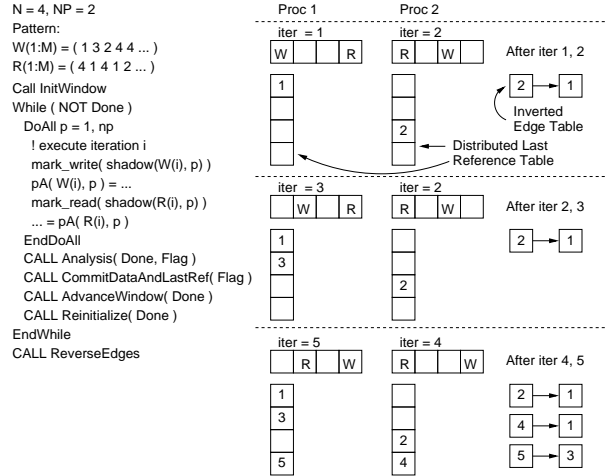 N = 4, NP = 2
Pattern:
W(1:M) = ( 1 3 2 4 4 ... )
R(1:M) = ( 4 1 4 1 2 ... )
Call InitWindow
While ( NOT Done )
DoAll p = 1, np
! execute iteration i
mark_write( shadow(W(i), p) )
pA( W(i), p ) = ...
mark_read( shadow(R(i), p) )
... = pA( R(i), p )
EndDoAll
CALL Analysis( Done, Flag )
CALL CommitDataAndLastRef( Flag )
CALL AdvanceWindow( Done )
CALL Reinitialize( Done )
EndWhile
CALL ReverseEdges
Proc 1 Proc 2
iter = 1 iter = 2
W R R W
After iter 1, 2
1
2
2 1
Inverted
Edge Table
Distributed Last
Reference Table
iter = 3 iter = 2
W R R W
After iter 2, 3
1
3
2
2 1
iter = 5 iter = 4
R W R W
After iter 4, 5
1
3
2
5 4
2 1
4 1
5 3